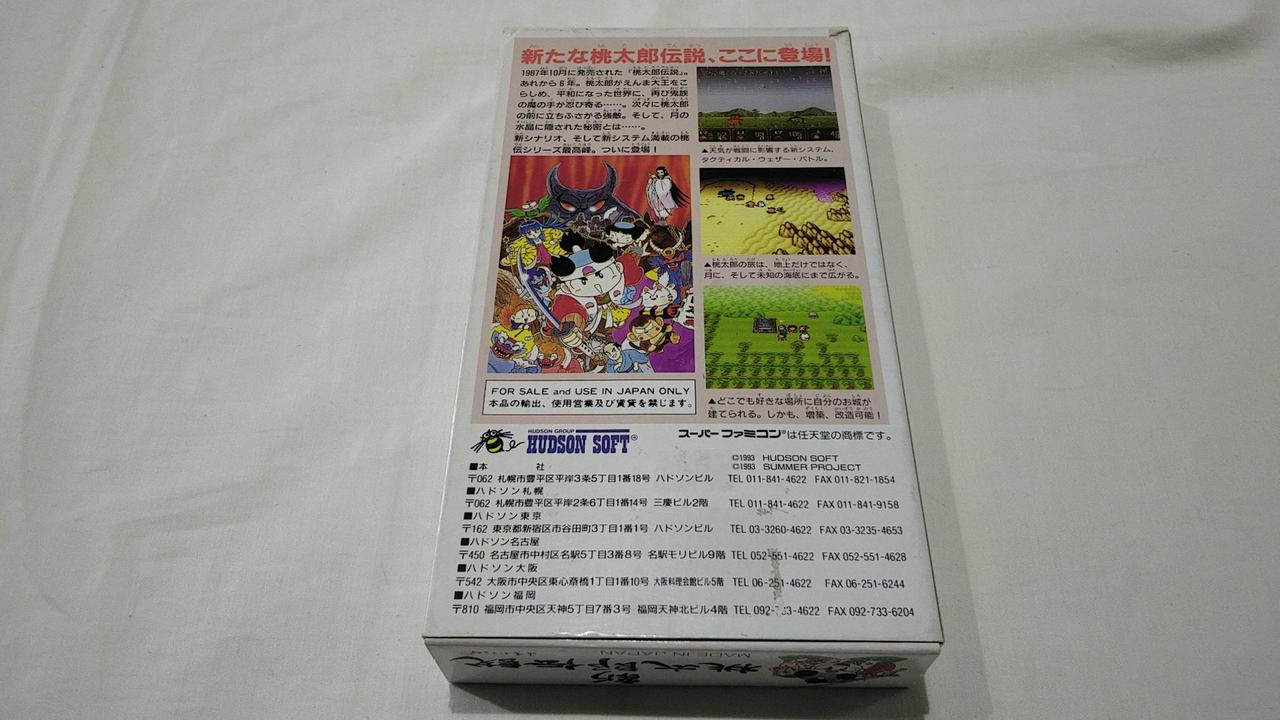 新たな桃太郎伝説、ここに登場!
1987年10月に発売された『桃太郎伝説』。
あれから6年。桃太郎がえんま大王をこ
らしめ、平和になった世界に、再び鬼族
の魔の手が忍び寄る……。次々に桃太郎
の前に立ちふさがる強敵。そして、月の
水晶に隠された秘密とは……。
新シナリオ、そして新システム満載の桃
伝シリーズ最高峰。ついに登場!
▲天気が戦闘に影響する新システム、
タクティカル・ウェザー・バトル。
▲桃太郎の旅は、地上だけではなく、
月に、そして未知の海底にまで広がる。
▲どこでも好きな場所に自分のお城が
建てられる。しかも、増築、改造可能!
FOR SALE and USE IN JAPAN ONLY
本品の輸出、使用営業及び賃貸を禁じます。
HUDSON GROUP
HUDSON SOFT®
スーパーファミコン®は任天堂の商標です。
©1993 HUDSON SOFT
©1993 SUMMER PROJECT
■本 社
〒062 札幌市豊平区平岸3条5丁目1番18号 ハドソンビル TEL 011-841-4622 FAX 011-821-1854
■ハドソン札幌
〒062 札幌市豊平区平岸2条6丁目1番14号 三慶ビル2階 TEL 011-841-4622 FAX 011-841-9158
■ハドソン東京
〒162 東京都新宿区市谷田町3丁目1番1号 ハドソンビル TEL 03-3260-4622 FAX 03-3235-4653
■ハドソン名古屋
〒450 名古屋市中村区名駅5丁目3番8号 名駅モリビル9階 TEL 052-551-4622 FAX 052-551-4628
■ハドソン大阪
〒542 大阪市中央区東心斎橋1丁目1番10号 大阪料理会館ビル5階 TEL 06-251-4622 FAX 06-251-6244
■ハドソン福岡
〒810 福岡市中央区天神5丁目7番3号 福岡天神北ビル4階 TEL 092-733-4622 FAX 092-733-6204
MADE IN JAPAN
新桃太郎伝説